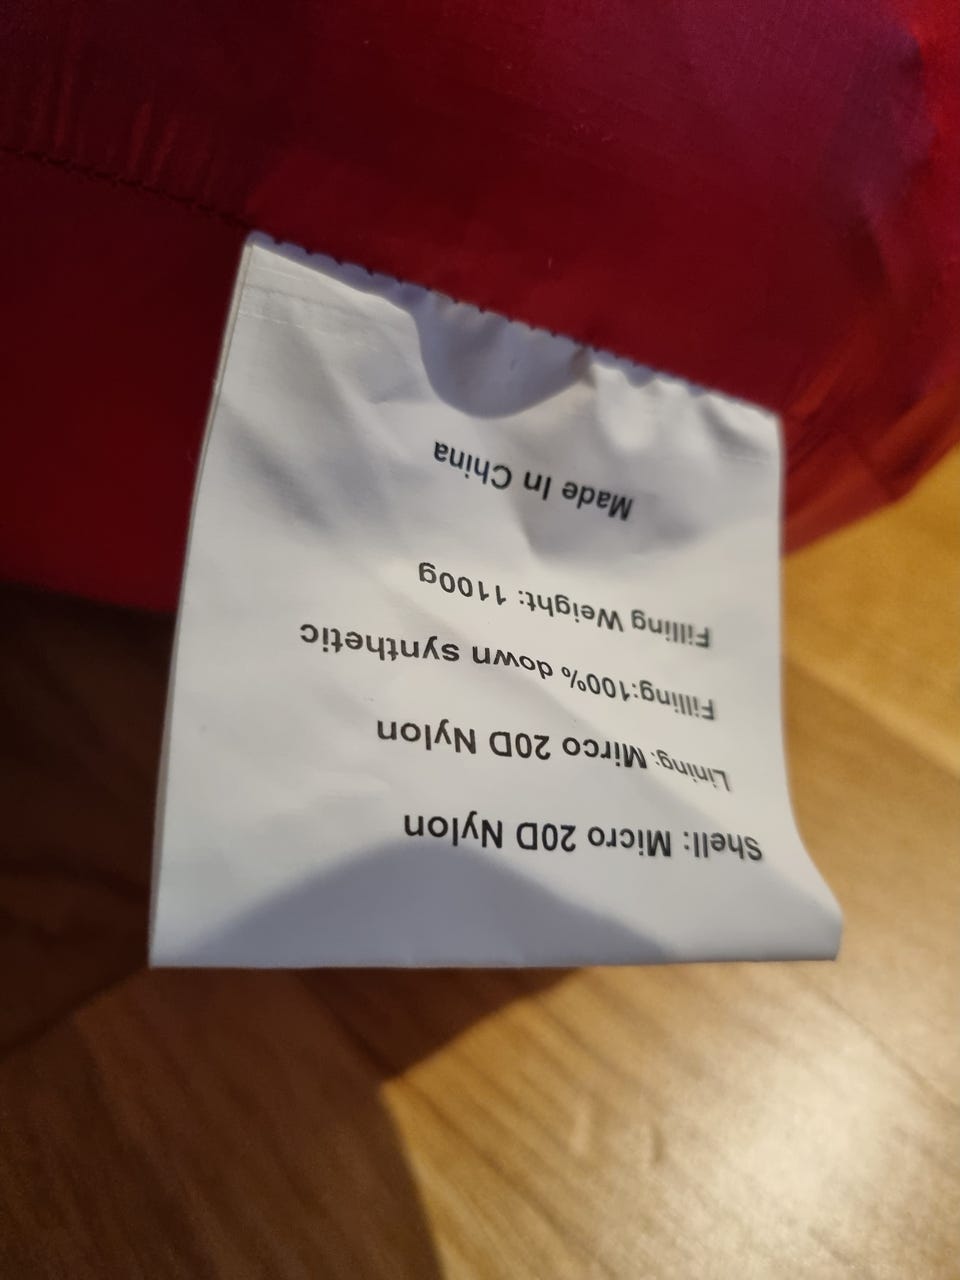 Shell: Micro 20D Nylon
Lining: Mirco 20D Nylon
Filling:100% down synthetic
Filling Weight: 1100g
Made In China